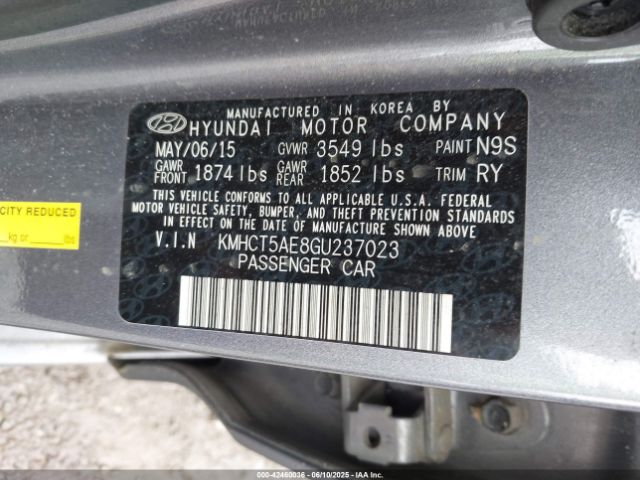 MANUFACTURED IN KOREA BY
HYUNDAI MOTOR COMPANY
MAY/06/15 GVWR 3549 lbs PAINT N9S
GAWR FRONT 1874 lbs GAWR REAR 1852 lbs TRIM RY
THIS VEHICLE CONFORMS TO ALL APPLICABLE U.S.A. FEDERAL
MOTOR VEHICLE SAFETY, BUMPER, AND THEFT PREVENTION STANDARDS
IN EFFECT ON THE DATE OF MANUFACTURE SHOWN ABOVE
V.I.N KMHCT5AE8GU237023
PASSENGER CAR
CITY REDUCED
kg or lbs
000-42460036 - 06/10/2025 - IAAI.COM